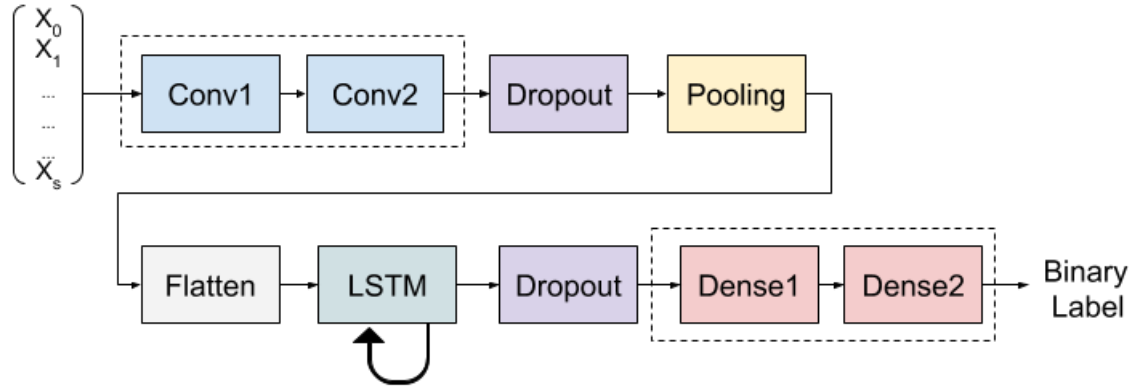 X0
X1
...
...
...
Xs
Conv1
Conv2
Dropout
Pooling
Flatten
LSTM
Dropout
Dense1
Dense2
Binary
Label